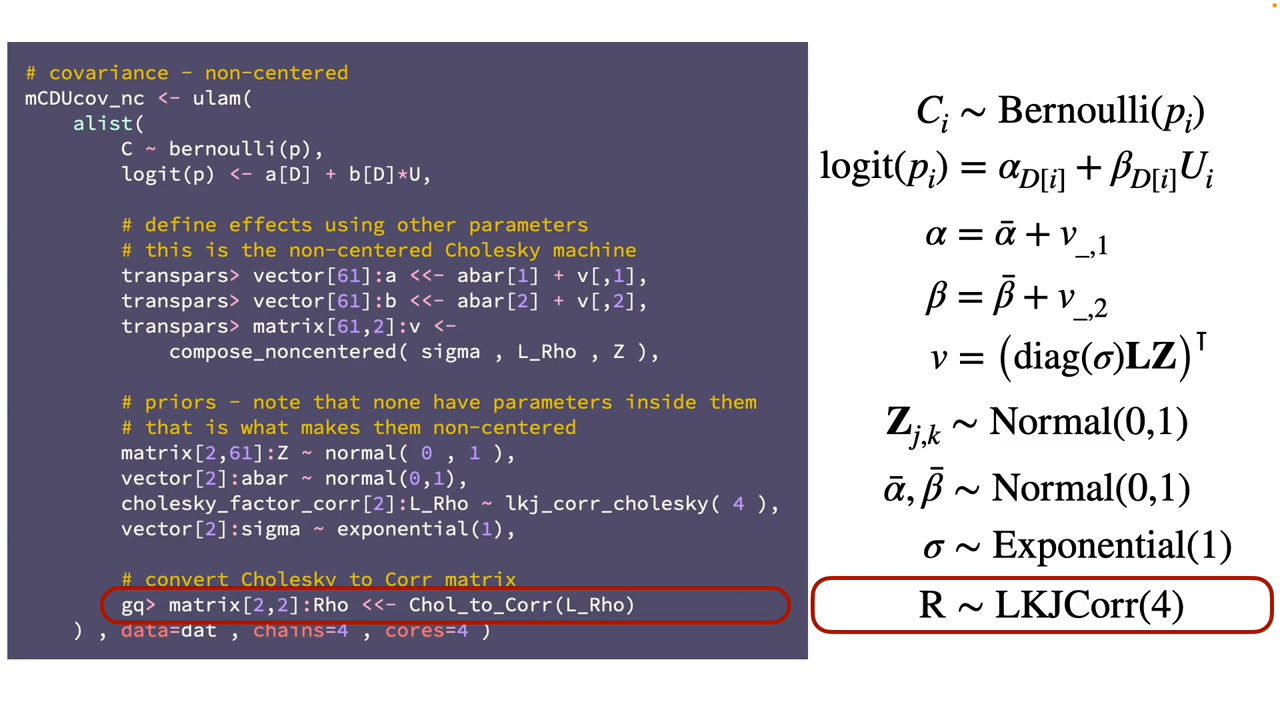 # covariance - non-centered
mCDUcov_nc <- ulam(
alist(
C ~ bernoulli(p),
logit(p) <- a[D] + b[D]*U,
# define effects using other parameters
# this is the non-centered Cholesky machine
transpars> vector[61]:a <<- abar[1] + v[,1],
transpars> vector[61]:b <<- abar[2] + v[,2],
transpars> matrix[61,2]:v <-
compose_noncentered( sigma , L_Rho , Z ),
# priors - note that none have parameters inside them
# that is what makes them non-centered
matrix[2,61]:Z ~ normal( 0 , 1 ),
vector[2]:abar ~ normal(0,1),
cholesky_factor_corr[2]:L_Rho ~ lkj_corr_cholesky( 4 ),
vector[2]:sigma ~ exponential(1),
# convert Cholesky to Corr matrix
gq> matrix[2,2]:Rho <<- Chol_to_Corr(L_Rho)
) , data=dat , chains=4 , cores=4 )
C_i ∼ Bernoulli(p_i)
logit(p_i) = α_{D[i]} + β_{D[i]}U_i
α = ᾱ + v_{_,1}
β = β̄ + v_{_,2}
v = (diag(σ)LZ)^⊺
Z_{j,k} ∼ Normal(0,1)
ᾱ, β̄ ∼ Normal(0,1)
σ ∼ Exponential(1)
R ∼ LKJCorr(4)